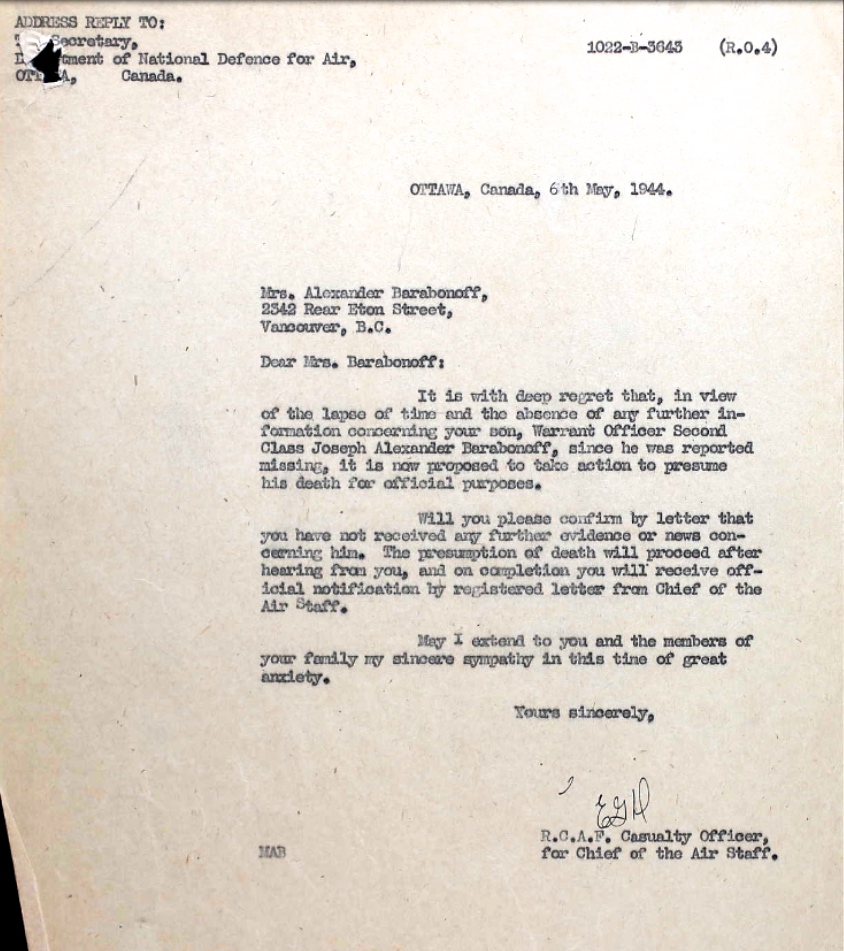 ADDRESS REPLY TO:
Secretary,
of National Defence for Air,
Canada.
1022-B-3643 (R.O.4)
OTTAWA, Canada, 6th May, 1944.
Mrs. Alexander Barabonoff,
2342 Rear Eton Street,
Vancouver, B.C.
Dear Mrs. Barabonoff:
It is with deep regret that, in view
of the lapse of time and the absence of any further in-
formation concerning your son, Warrant Officer Second
Class Joseph Alexander Barabonoff, since he was reported
missing, it is now proposed to take action to presume
his death for official purposes.
Will you please confirm by letter that
you have not received any further evidence or news con-
cerning him. The presumption of death will proceed after
hearing from you, and on completion you will receive off-
icial notification by registered letter from Chief of the
Air Staff.
May I extend to you and the members of
your family my sincere sympathy in this time of great
anxiety.
Yours sincerely,
R.C.A.F. Casualty Officer,
for Chief of the Air Staff.
MAB